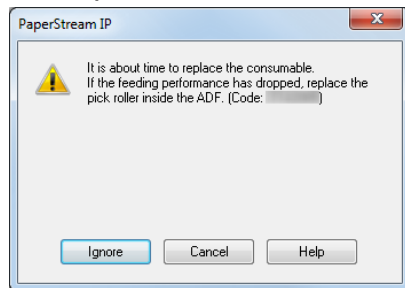 PaperStream IP
It is about time to replace the consumable.
If the feeding performance has dropped, replace the
pick roller inside the ADF. (Code: )
Ignore Cancel Help